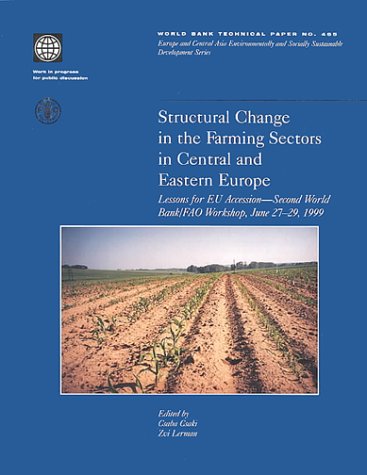 WORLD BANK TECHNICAL PAPER NO. 465
Europe and Central Asia Environmentally and Socially Sustainable
Development Series
Work in progress
for public discussion
Structural Change
in the Farming Sectors
in Central and
Eastern Europe
Lessons for EU Accession—Second World
Bank/FAO Workshop, June 27–29, 1999
Edited by
Csaba Csaki
Zvi Lerman